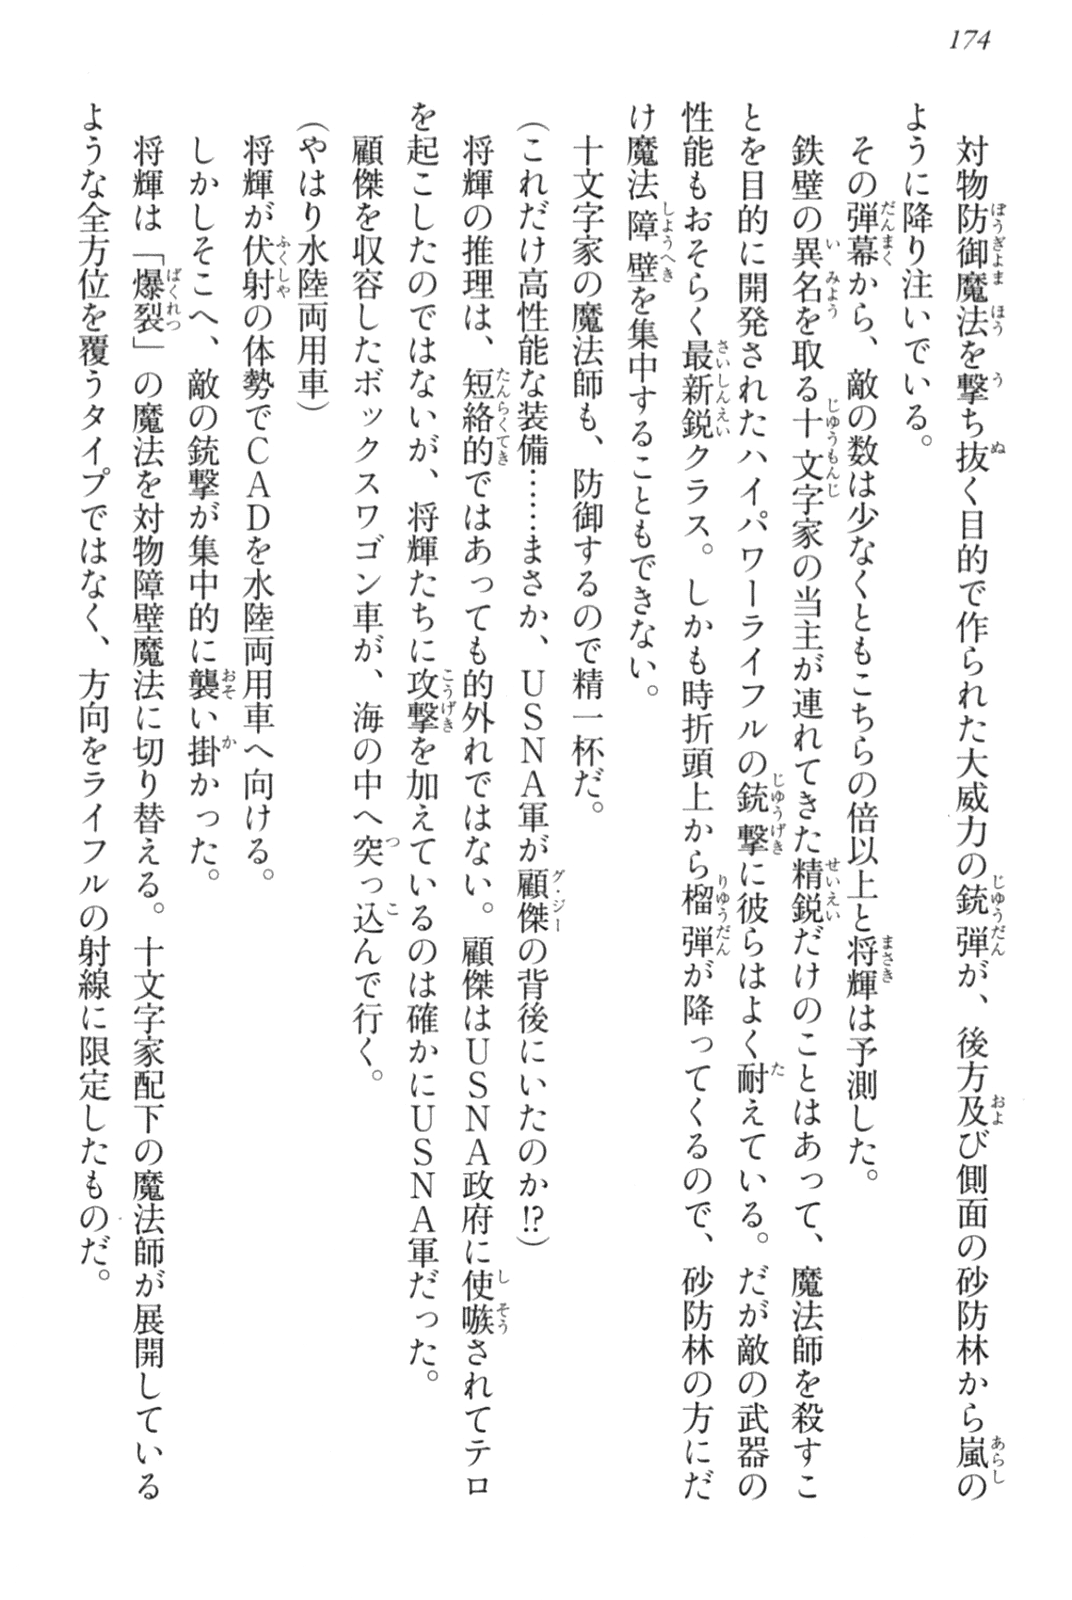 174
対物防御魔法を撃ち抜く目的で作られた大威力の銃弾が、後方及び側面の砂防林から嵐の
ように降り注いでいる。
その弾幕から、敵の数は少なくともこちらの倍以上と将輝は予測した。
鉄壁の異名を取る十文字家の当主が連れてきた精鋭だけのことはあって、魔法師を殺すこ
とを目的に開発されたハイパワーライフルの銃撃に彼らはよく耐えている。だが敵の武器の
性能もおそらく最新鋭クラス。しかも時折頭上から榴弾が降ってくるので、砂防林の方にだ
け魔法障壁を集中することもできない。
十文字家の魔法師も、防御するので精一杯だ。
(これだけ高性能な装備……まさか、ＵＳＮＡ軍が顧傑の背後にいたのか!?)
将輝の推理は、短絡的ではあっても的外れではない。顧傑はＵＳＮＡ政府に使嗾されてテロ
を起こしたのではないが、将輝たちに攻撃を加えているのは確かにＵＳＮＡ軍だった。
顧傑を収容したボックスワゴン車が、海の中へ突っ込んで行く。
(やはり水陸両用車)
将輝が伏射の体勢でＣＡＤを水陸両用車へ向ける。
しかしそこへ、敵の銃撃が集中的に襲い掛かった。
将輝は「爆裂」の魔法を対物障壁魔法に切り替える。十文字家配下の魔法師が展開している
ような全方位を覆うタイプではなく、方向をライフルの射線に限定したものだ。